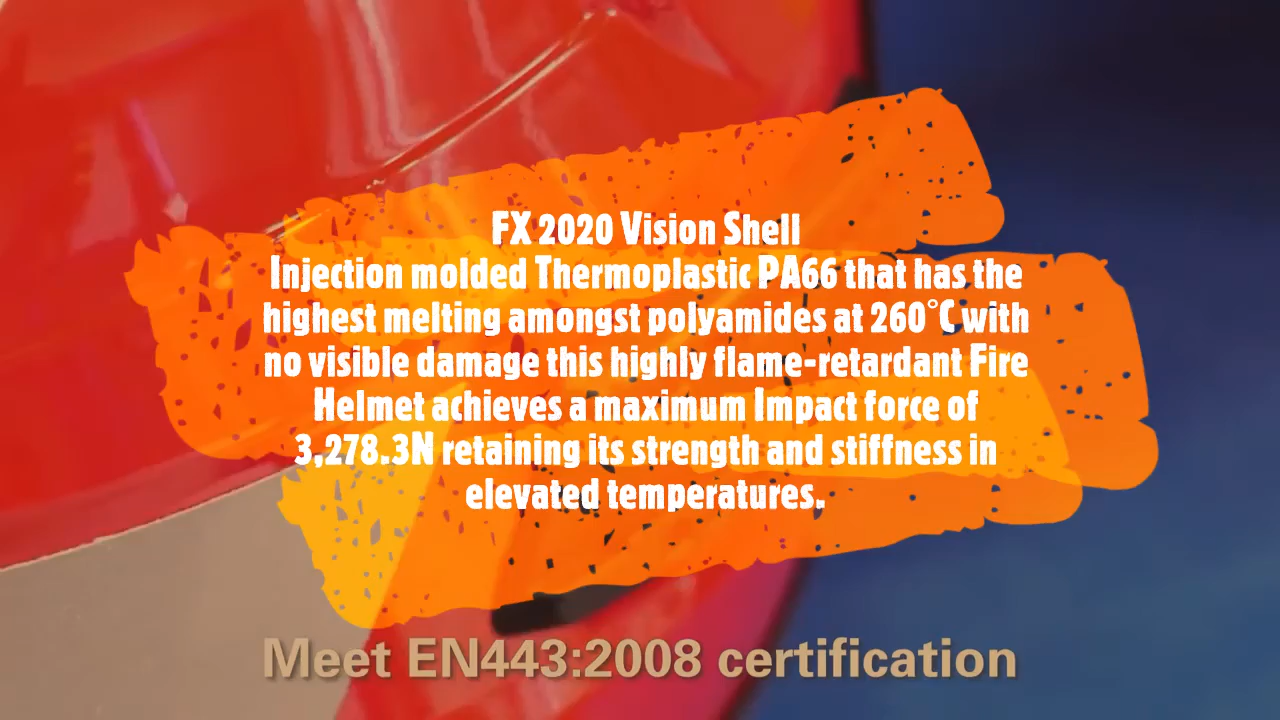 FX 2020 Vision Shell
Injection molded Thermoplastic PA66 that has the
highest melting amongst polyamides at 260°C with
no visible damage this highly flame-retardant Fire
Helmet achieves a maximum Impact force of
3,278.3N retaining its strength and stiffness in
elevated temperatures.
Meet EN443:2008 certification